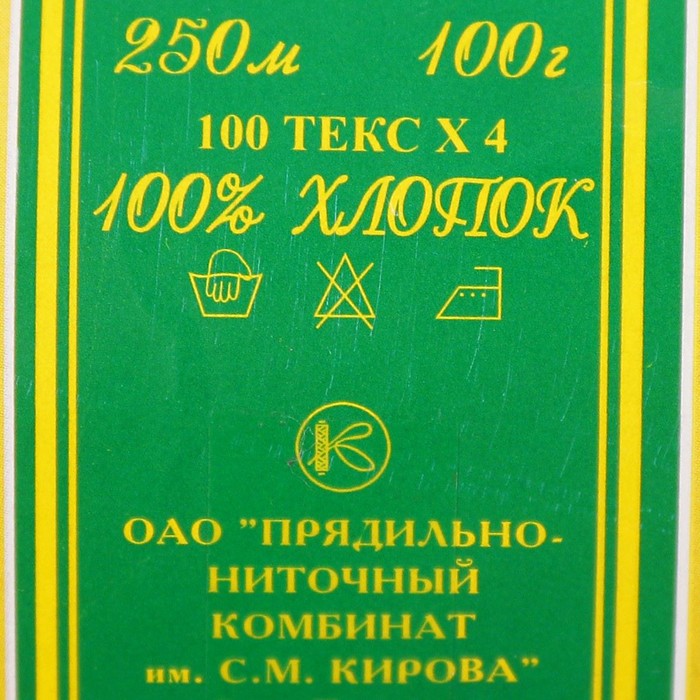 250м 100г
100 ТЕКС Х 4
100% ХЛОПОК
ОАО "ПРЯДИЛЬНО-
НИТОЧНЫЙ
КОМБИНАТ
им. С.М. КИРОВА"